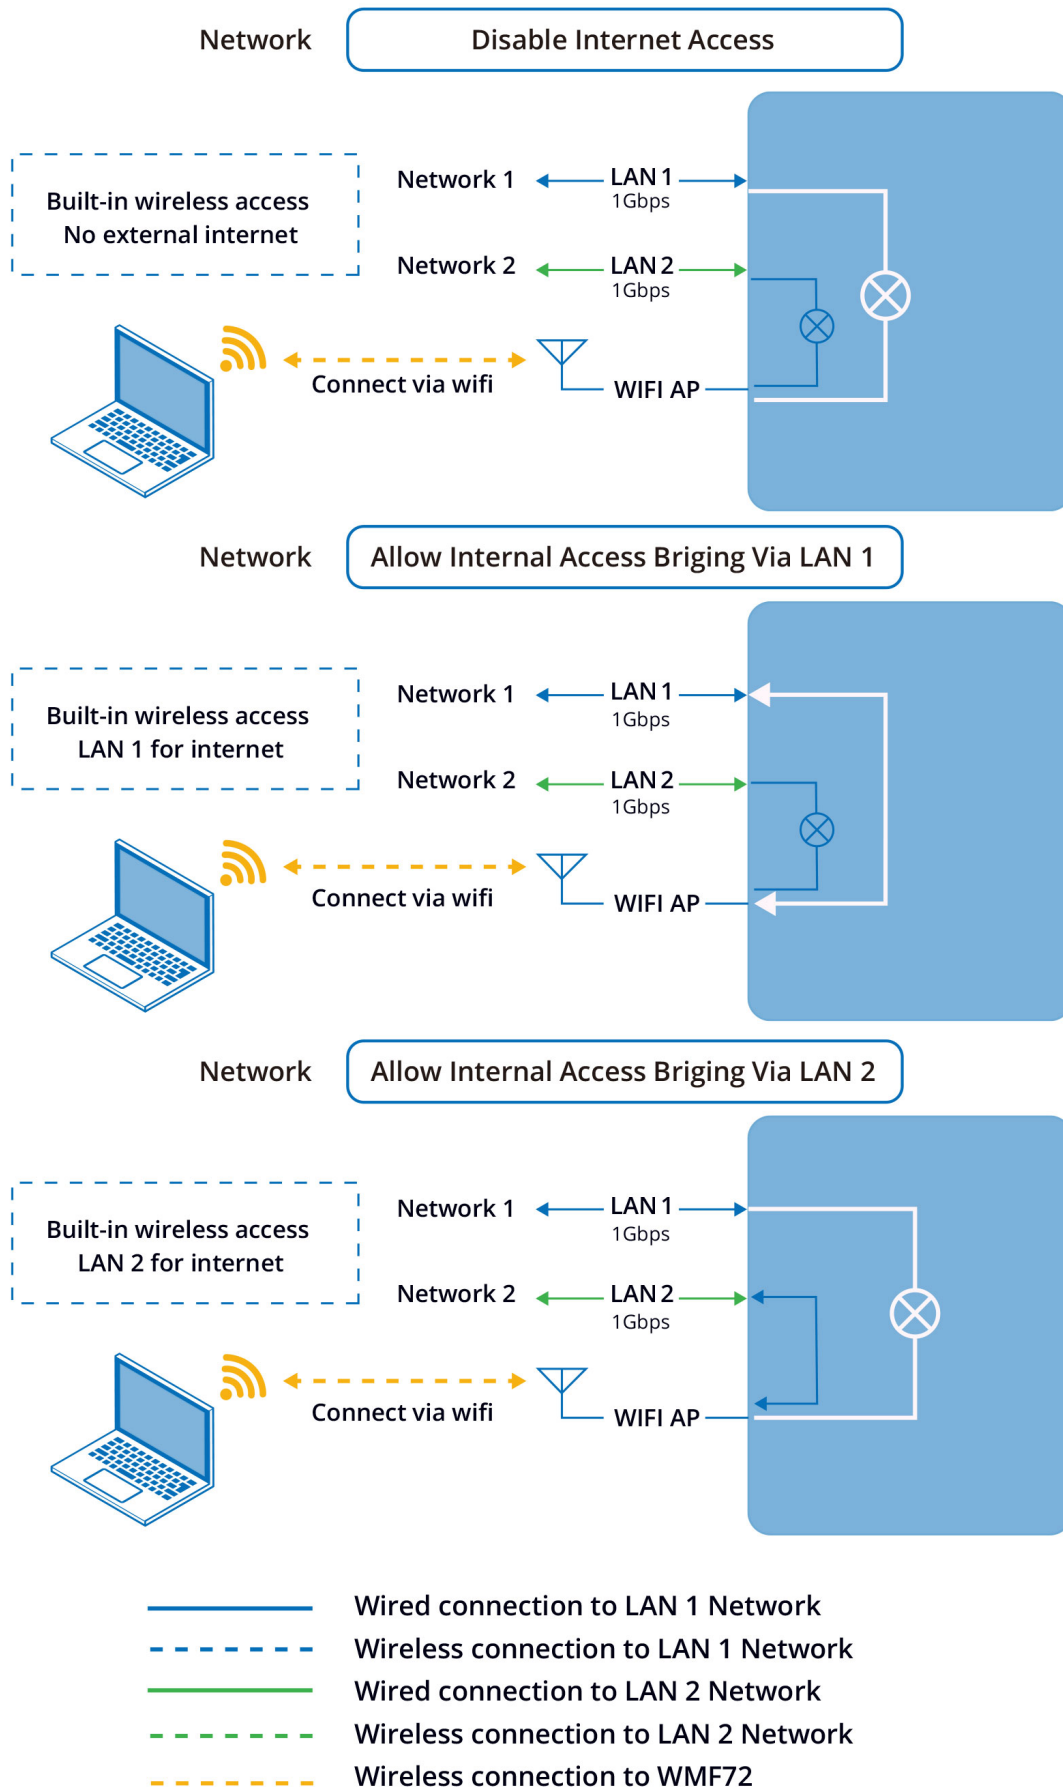 Network
Disable Internet Access
Built-in wireless access
No external internet
Network 1
LAN 1
1Gbps
Network 2
LAN 2
1Gbps
Connect via wifi
WIFI AP
Network
Allow Internal Access Briging Via LAN 1
Built-in wireless access
LAN 1 for internet
Network 1
LAN 1
1Gbps
Network 2
LAN 2
1Gbps
Connect via wifi
WIFI AP
Network
Allow Internal Access Briging Via LAN 2
Built-in wireless access
LAN 2 for internet
Network 1
LAN 1
1Gbps
Network 2
LAN 2
1Gbps
Connect via wifi
WIFI AP
Wired connection to LAN 1 Network
Wireless connection to LAN 1 Network
Wired connection to LAN 2 Network
Wireless connection to LAN 2 Network
Wireless connection to WMF72